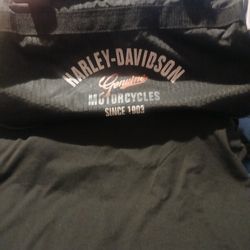 HARLEY-DAVIDSON
Genuine
MOTORCYCLES
SINCE 1903